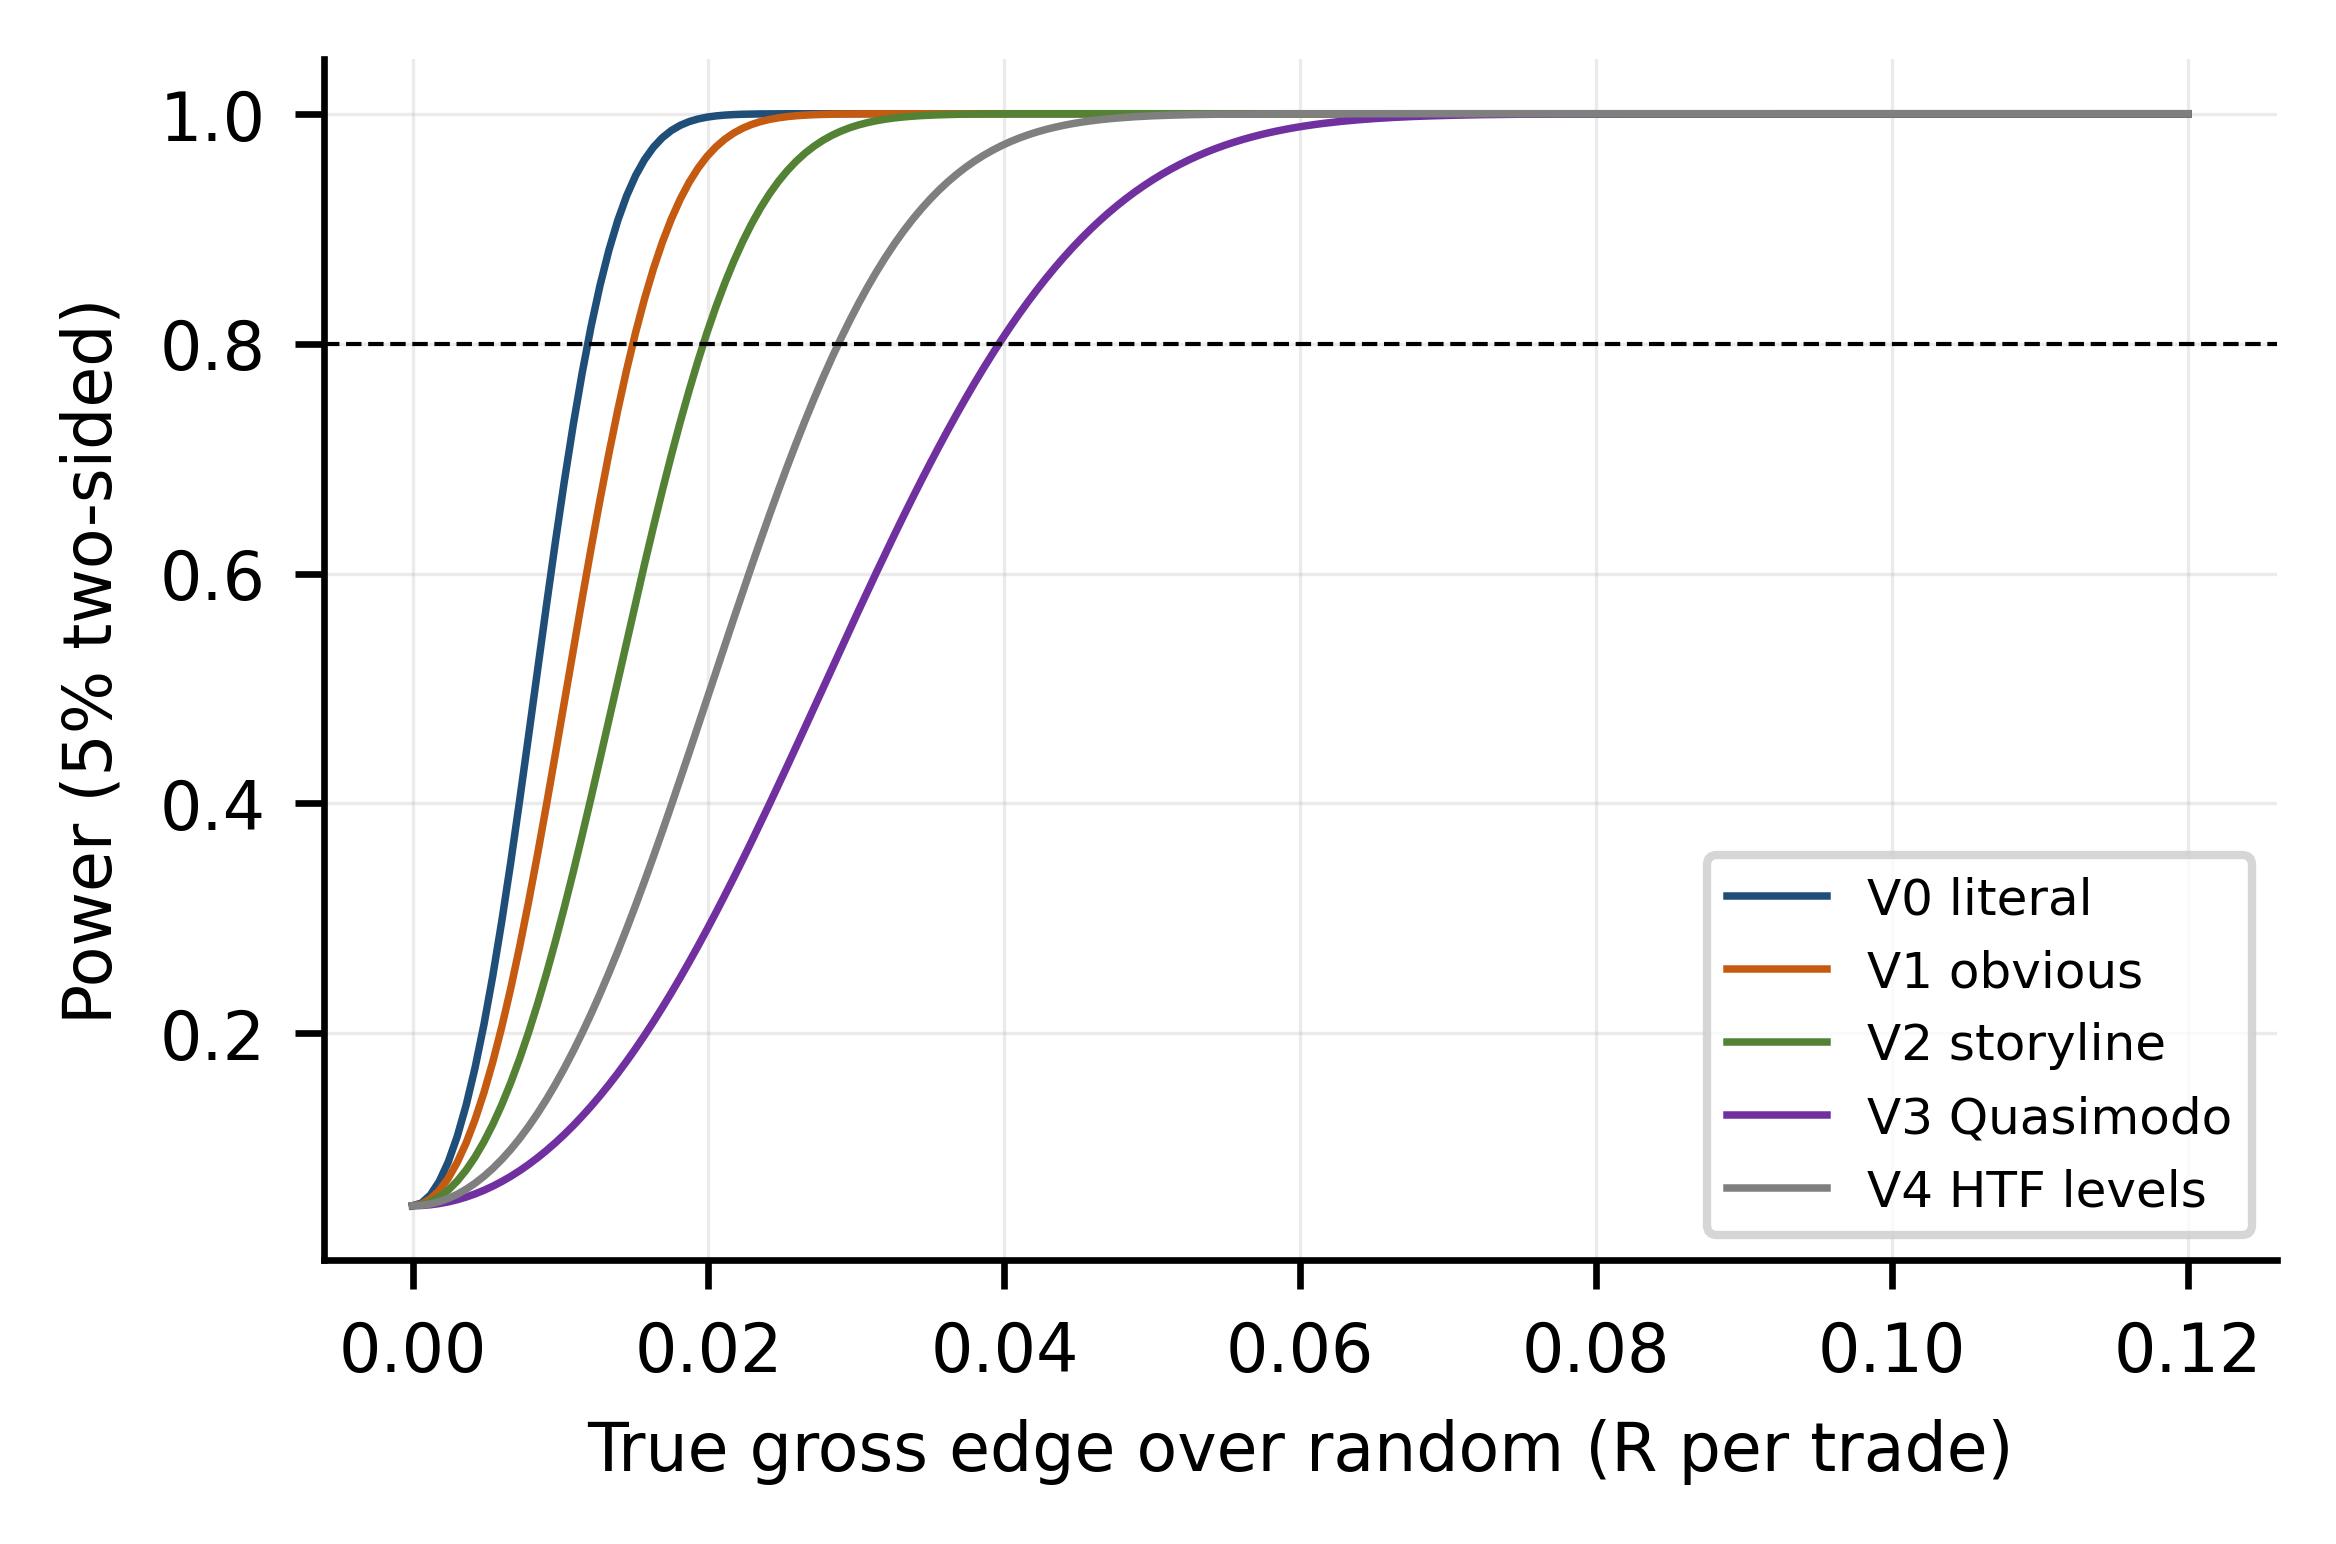 Power (5% two-sided)
1.0
0.8
0.6
0.4
0.2
V0 literal
V1 obvious
V2 storyline
V3 Quasimodo
V4 HTF levels
0.00 0.02 0.04 0.06 0.08 0.10 0.12
True gross edge over random (R per trade)